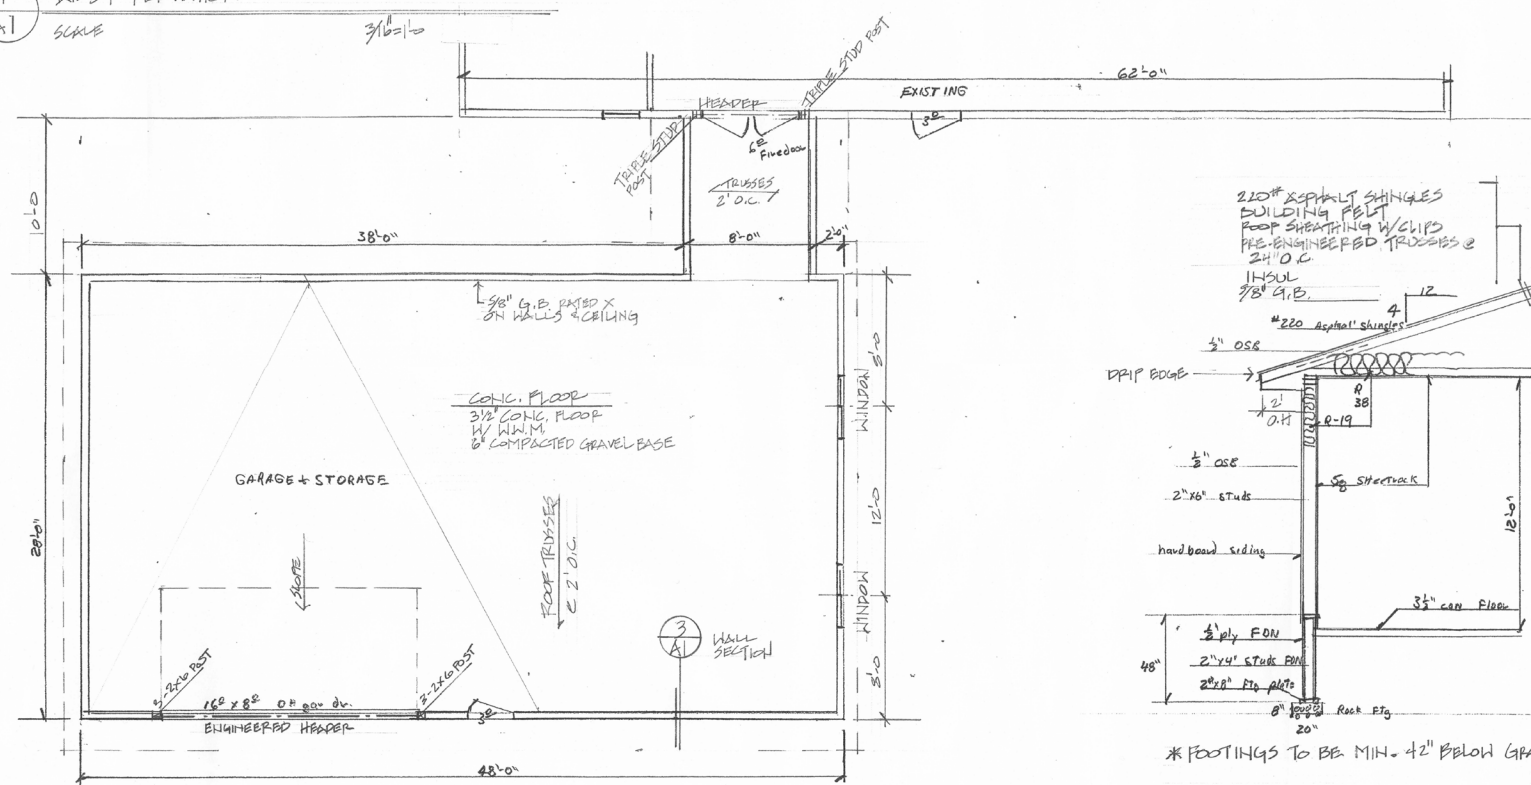 A1
SCALE 3/16"=1'-0
62'-0"
EXISTING
HEADER
TRIPLE STUD POST
TRIPLE STUD
POST
6⁰
Firedoor
3⁰
TRUSSES
2' O.C.
10'-0
38'-0"
8'-0"
2'-0"
5/8" G.B. RATED X
ON WALLS & CEILING
CONC. FLOOR
3 1/2" CONC. FLOOR
W/ W.W.M.
6" COMPACTED GRAVEL BASE
GARAGE + STORAGE
28'-0"
SLOPE
ROOF TRUSSES
@ 2' O.C.
8'-0
WINDOW
12'-0
WINDOW
8'-0
3
A1
WALL
SECTION
3-2x6 POST
3-2x6 POST
16⁰ x 8⁰ OH gar dr.
ENGINEERED HEADER
3⁰
48'-0"
220# ASPHALT SHINGLES
BUILDING FELT
ROOF SHEATHING W/CLIPS
PRE-ENGINEERED TRUSSES @
24" O.C.
INSUL
5/8" G.B.
12
4
#220 Asphalt Shingles
1/2" OSB
DRIP EDGE
2'
O.H
R
38
R-19
1/2" OSB
5/8 Sheetrock
2"x6" Studs
hardboard siding
12'-0"
3 1/2" con Floor
1/2" ply FDN
48"
2"x4" Studs FDN
2"x8" Ftg plate
8"
Rock Ftg
20"
* FOOTINGS TO BE MIN. 42" BELOW GRA